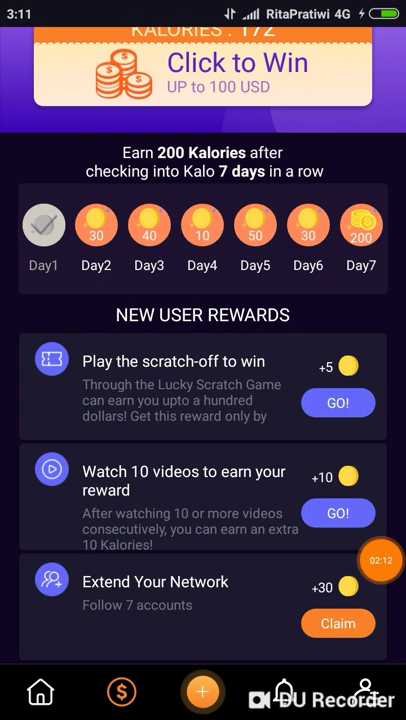 3:11
RitaPratiwi 4G
KALORIES : 172
Click to Win
UP to 100 USD
Earn 200 Kalories after
checking into Kalo 7 days in a row
30 40 10 50 30 200
Day1 Day2 Day3 Day4 Day5 Day6 Day7
NEW USER REWARDS
Play the scratch-off to win
+5
Through the Lucky Scratch Game
can earn you upto a hundred
dollars! Get this reward only by
GO!
Watch 10 videos to earn your
reward
+10
After watching 10 or more videos
consecutively, you can earn an extra
10 Kalories!
GO!
02:12
Extend Your Network
+30
Follow 7 accounts
Claim
DU Recorder